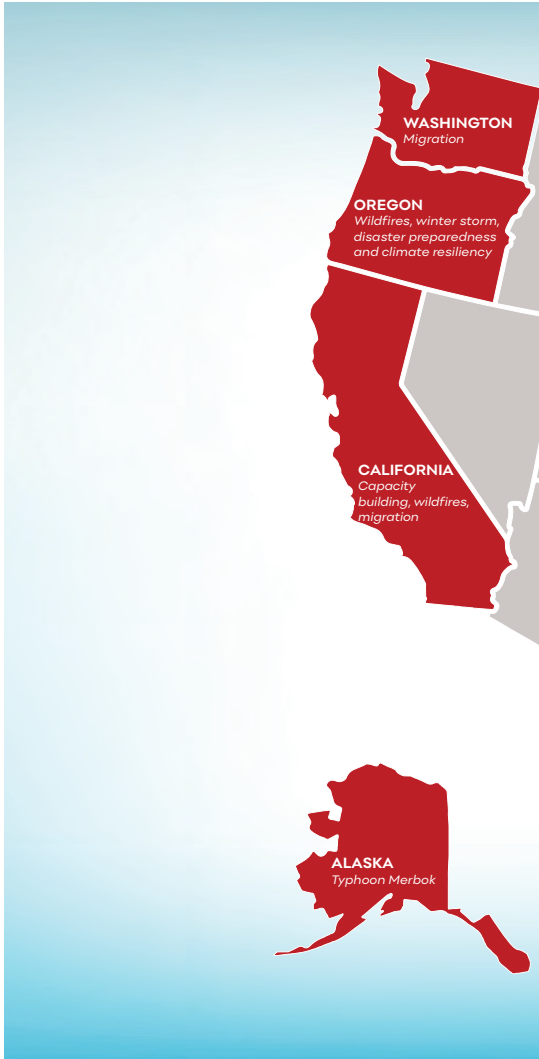 WASHINGTON
Migration
OREGON
Wildfires, winter storm,
disaster preparedness
and climate resiliency
CALIFORNIA
Capacity
building, wildfires,
migration
ALASKA
Typhoon Merbok